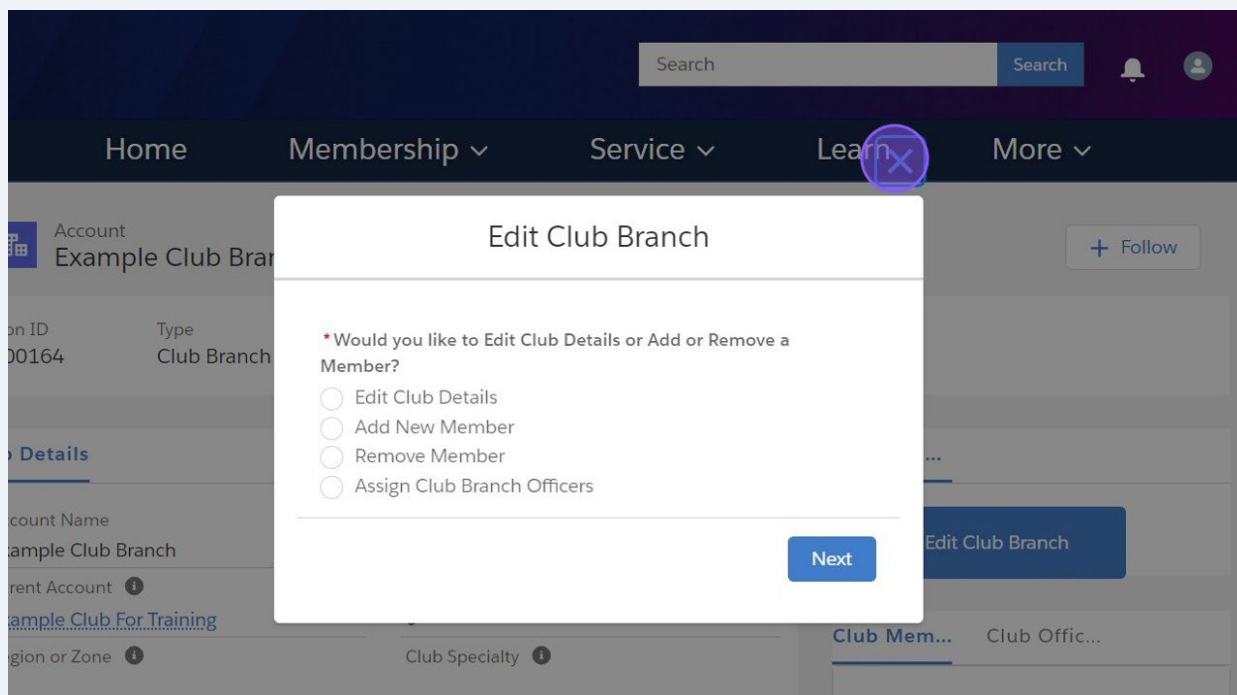 Search Search
Home Membership Service Learn More
Account
Example Club Bran
Edit Club Branch
+ Follow
on ID Type
00164 Club Branch
* Would you like to Edit Club Details or Add or Remove a
Member?
Edit Club Details
Add New Member
Remove Member
Assign Club Branch Officers
Next
Details
...
count Name
ample Club Branch
Edit Club Branch
rent Account
ample Club For Training
egion or Zone Club Specialty
Club Mem... Club Offic...